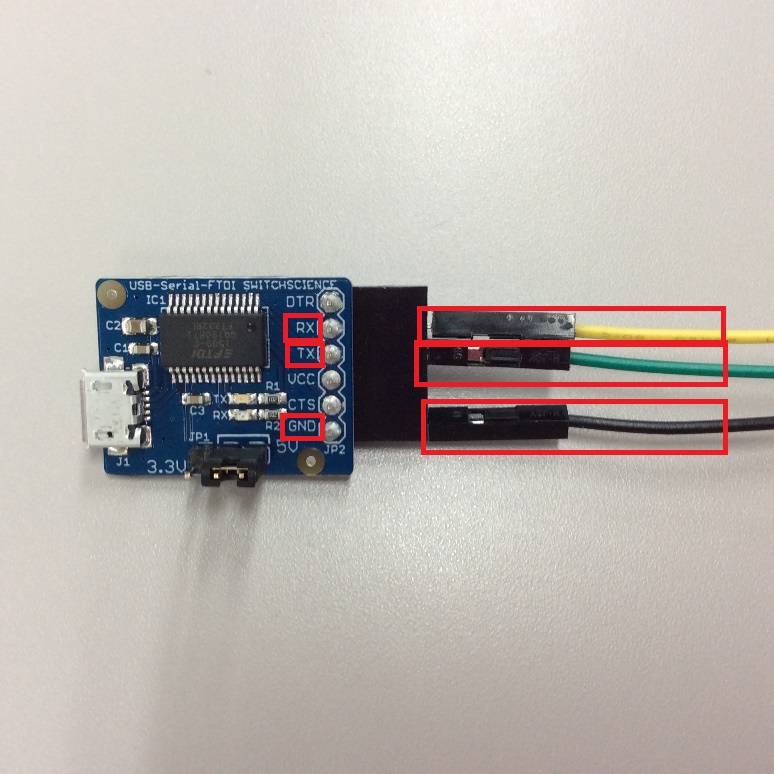 USB-Serial-FTDI SWITCHSCIENCE
IC1
DTR
C2
RX
C1
TX
VCC
FTDI
C3
TX
R1
CTS
RX
R2
GND
JP1
5V
JP2
J1
3.3V